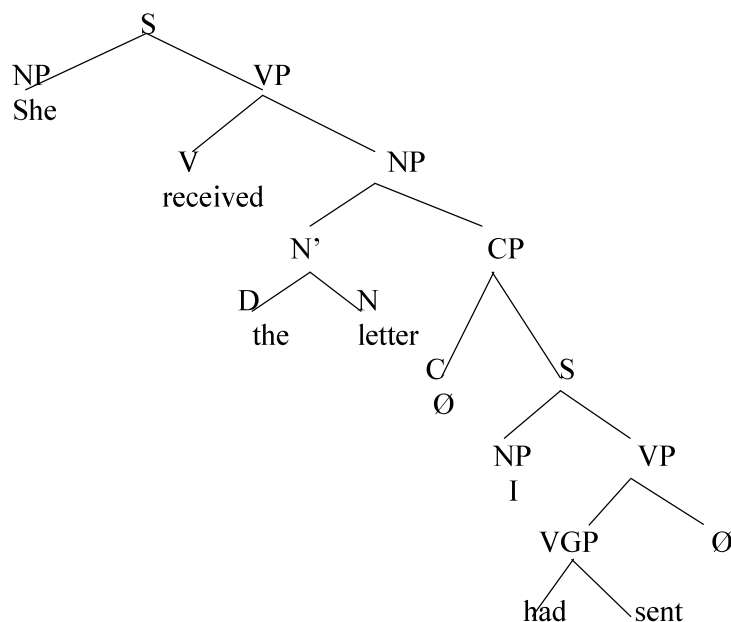 S
NP VP
She
V NP
received
N’ CP
D N
the letter
C S
Ø
NP VP
I
VGP Ø
had sent